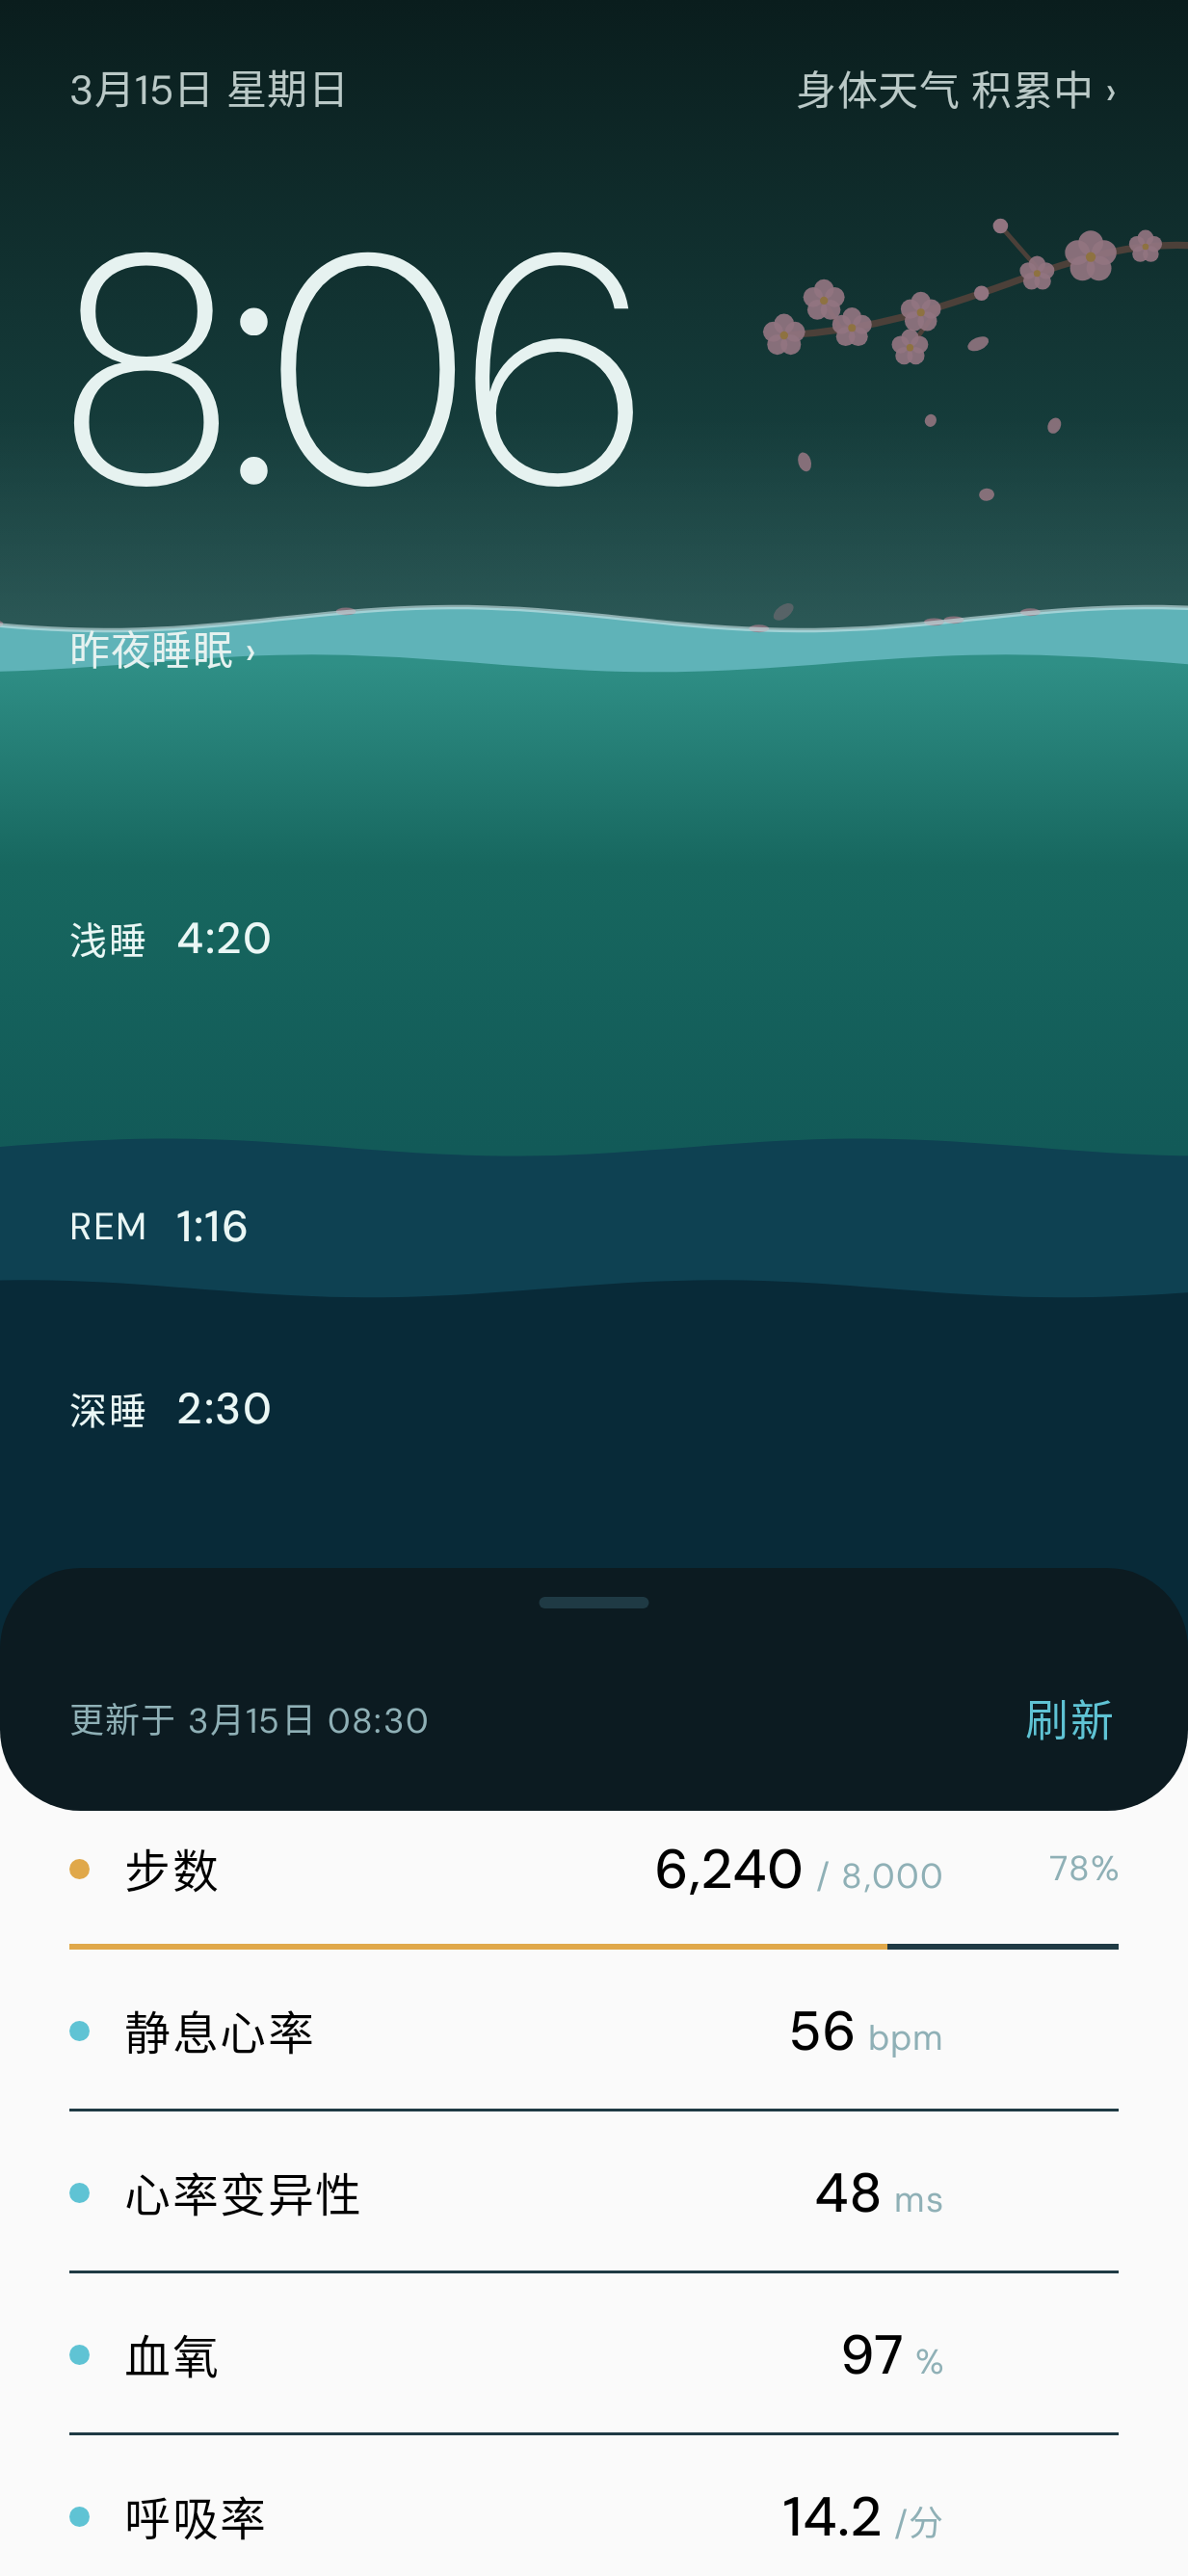 3月15日 星期日
身体天气 积累中 ›
8:06
昨夜睡眠 ›
浅睡 4:20
REM 1:16
深睡 2:30
更新于 3月15日 08:30
刷新
步数 6,240 / 8,000 78%
静息心率 56 bpm
心率变异性 48 ms
血氧 97 %
呼吸率 14.2 /分